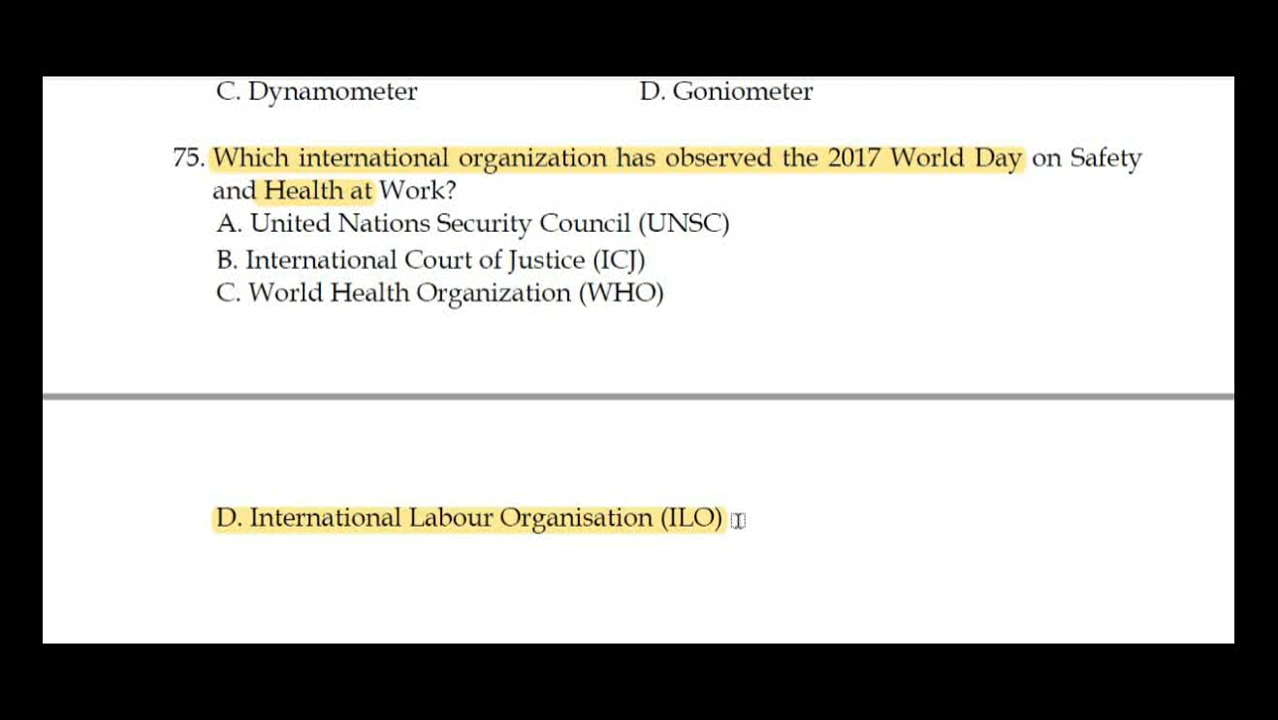 C. Dynamometer D. Goniometer
75. Which international organization has observed the 2017 World Day on Safety
and Health at Work?
A. United Nations Security Council (UNSC)
B. International Court of Justice (ICJ)
C. World Health Organization (WHO)
D. International Labour Organisation (ILO)